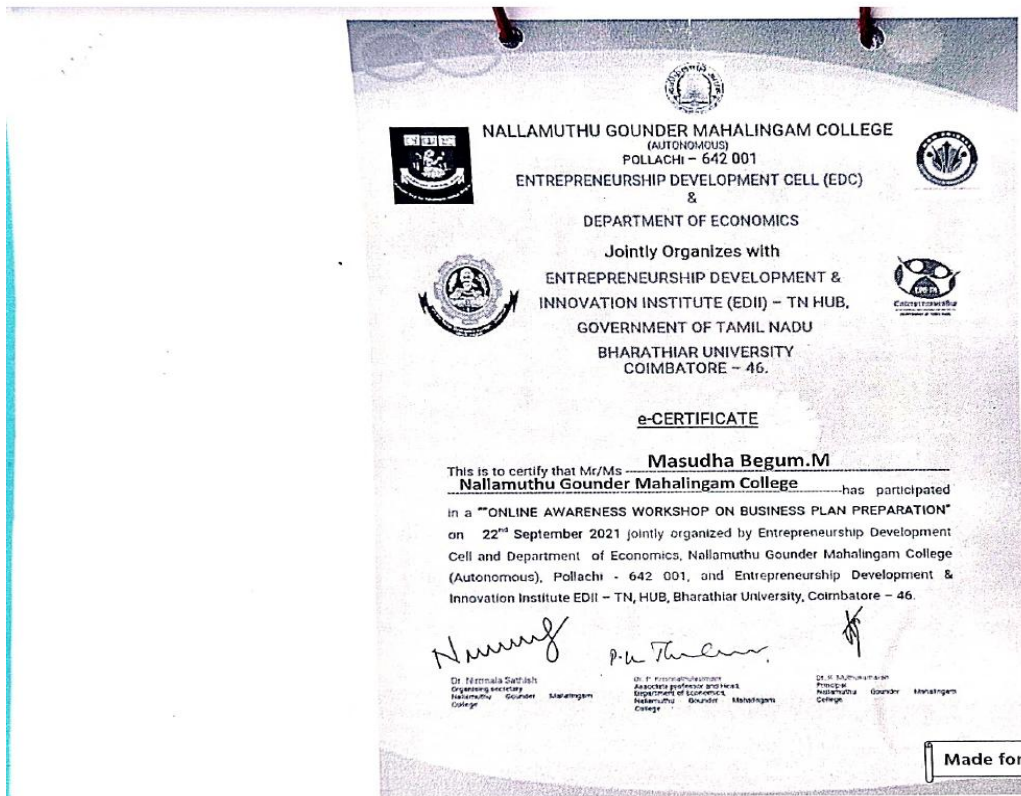 NALLAMUTHU GOUNDER MAHALINGAM COLLEGE
(AUTONOMOUS)
POLLACHI – 642 001
ENTREPRENEURSHIP DEVELOPMENT CELL (EDC)
&
DEPARTMENT OF ECONOMICS
Jointly Organizes with
ENTREPRENEURSHIP DEVELOPMENT &
INNOVATION INSTITUTE (EDII) – TN HUB,
GOVERNMENT OF TAMIL NADU
BHARATHIAR UNIVERSITY
COIMBATORE – 46.
e-CERTIFICATE
This is to certify that Mr/Ms Masudha Begum.M
Nallamuthu Gounder Mahalingam College has participated
in a ""ONLINE AWARENESS WORKSHOP ON BUSINESS PLAN PREPARATION"
on 22nd September 2021 jointly organized by Entrepreneurship Development
Cell and Department of Economics, Nallamuthu Gounder Mahalingam College
(Autonomous), Pollachi - 642 001, and Entrepreneurship Development &
Innovation Institute EDII – TN, HUB, Bharathiar University, Coimbatore – 46.
Dr. Nirmala Sathish
Organising secretary
Nallamuthu Gounder Mahalingam
College
Associate professor and Head,
Department of Economics,
Nallamuthu Gounder Mahalingam
College
Principal
Nallamuthu Gounder Mahalingam
College
Made for